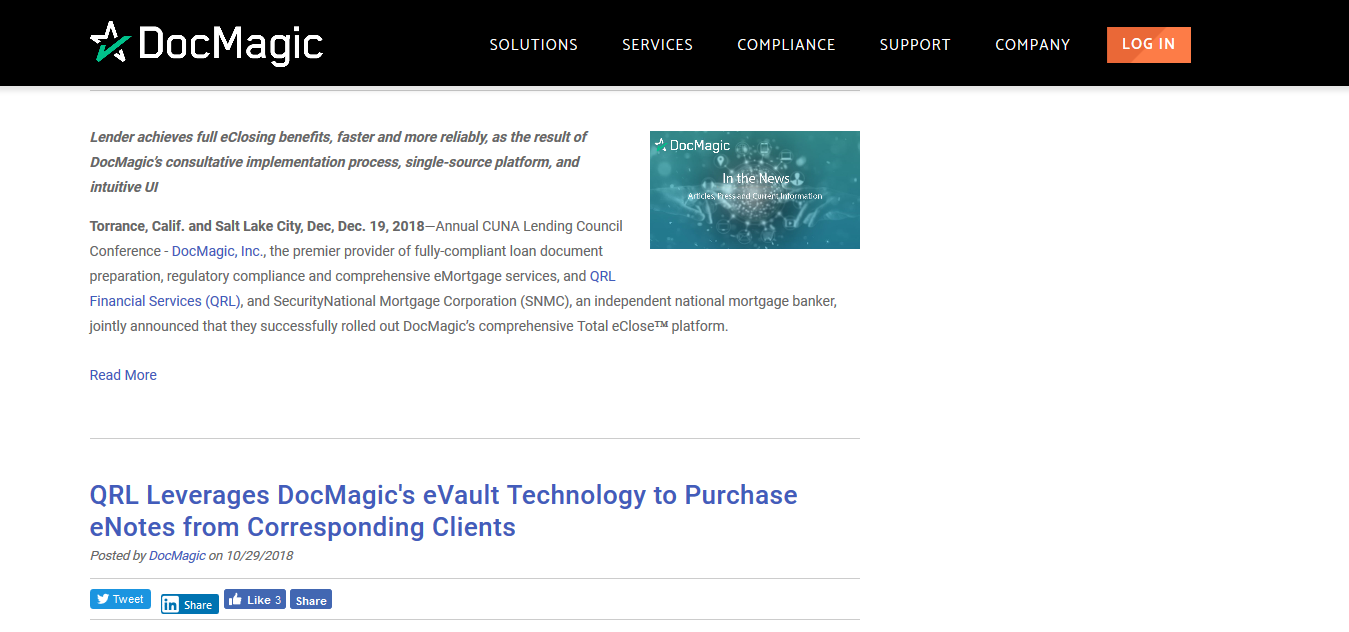 DocMagic
SOLUTIONS
SERVICES
COMPLIANCE
SUPPORT
COMPANY
LOG IN
Lender achieves full eClosing benefits, faster and more reliably, as the result of
DocMagic's consultative implementation process, single-source platform, and
intuitive UI
DocMagic
In the News
Articles, Press and Current Information
Torrance, Calif. and Salt Lake City, Dec, Dec. 19, 2018—Annual CUNA Lending Council
Conference - DocMagic, Inc., the premier provider of fully-compliant loan document
preparation, regulatory compliance and comprehensive eMortgage services, and QRL
Financial Services (QRL), and SecurityNational Mortgage Corporation (SNMC), an independent national mortgage banker,
jointly announced that they successfully rolled out DocMagic's comprehensive Total eClose™ platform.
Read More
QRL Leverages DocMagic's eVault Technology to Purchase
eNotes from Corresponding Clients
Posted by DocMagic on 10/29/2018
Tweet
in Share
Like 3
Share